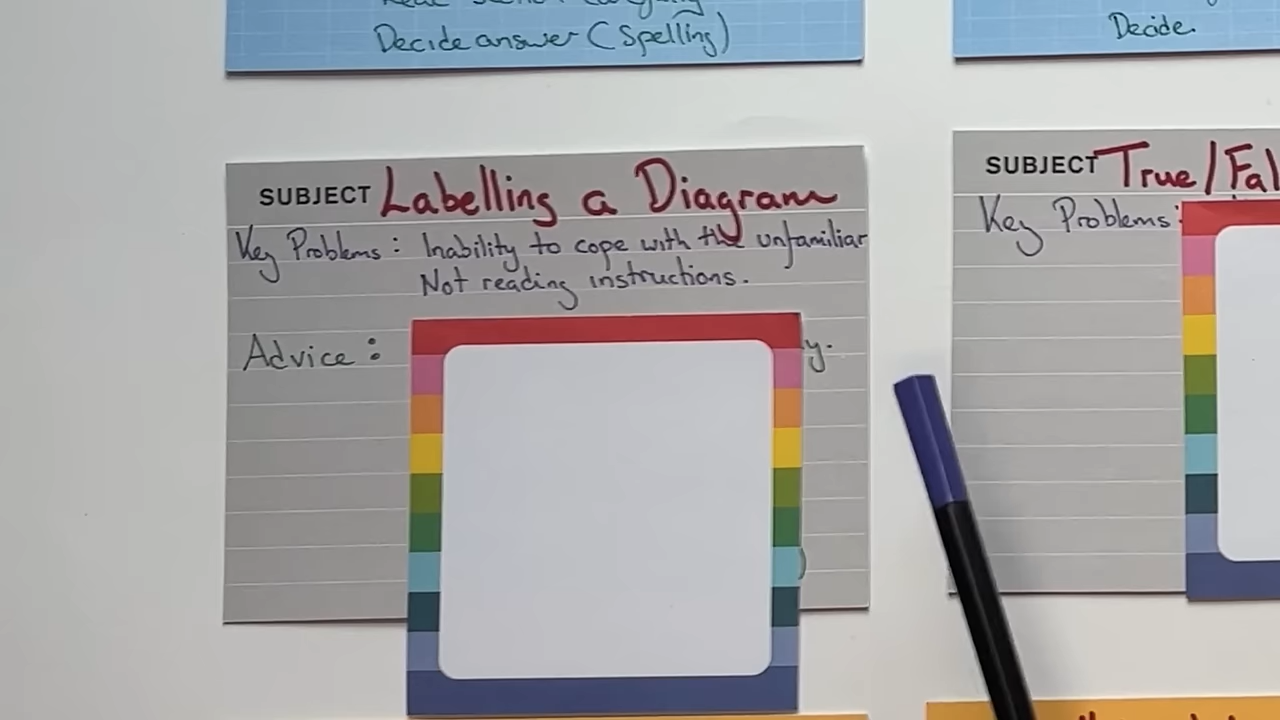 Decide answer (Spelling)
Decide.
SUBJECT Labelling a Diagram
Key Problems: Inability to cope with the unfamiliar
Not reading instructions.
Advice: y.
)
SUBJECT True/Fal
Key Problems: